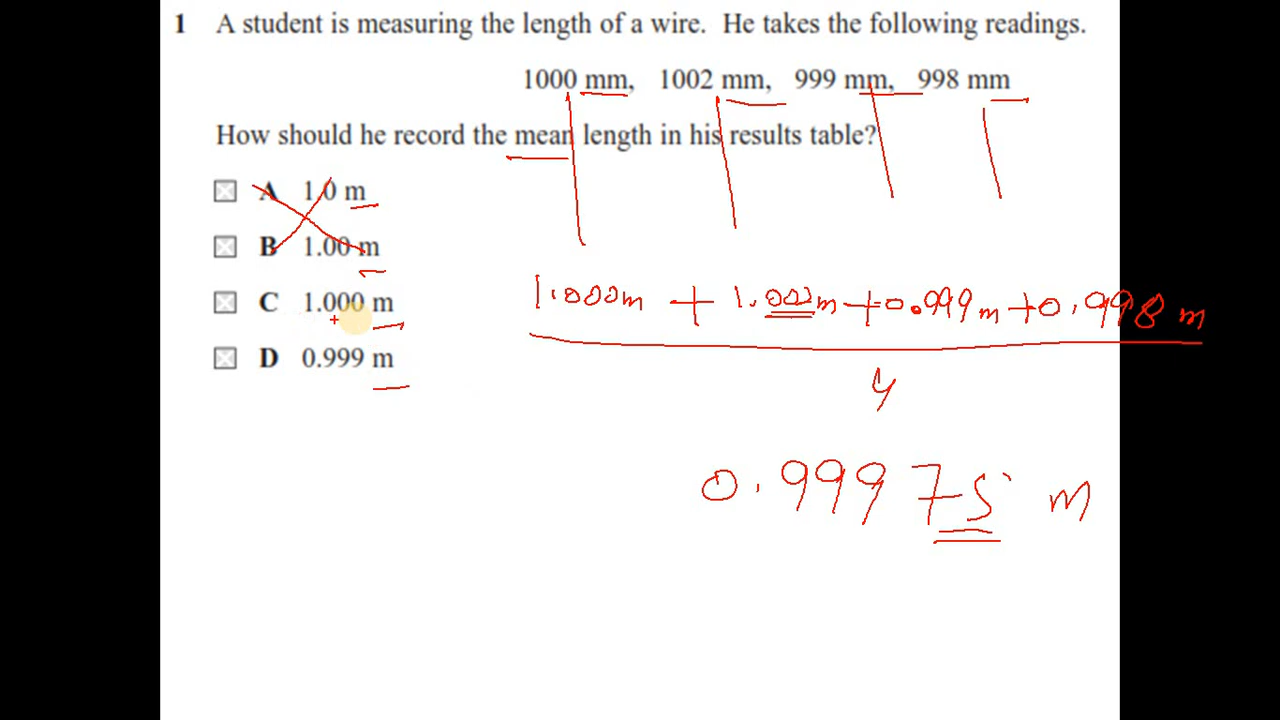 1 A student is measuring the length of a wire. He takes the following readings.
1000 mm, 1002 mm, 999 mm, 998 mm
How should he record the mean length in his results table?
A 1.0 m
B 1.00 m
C 1.000 m
D 0.999 m
1.000m + 1.002m + 0.999m + 0.998 m
4
0.99975 m